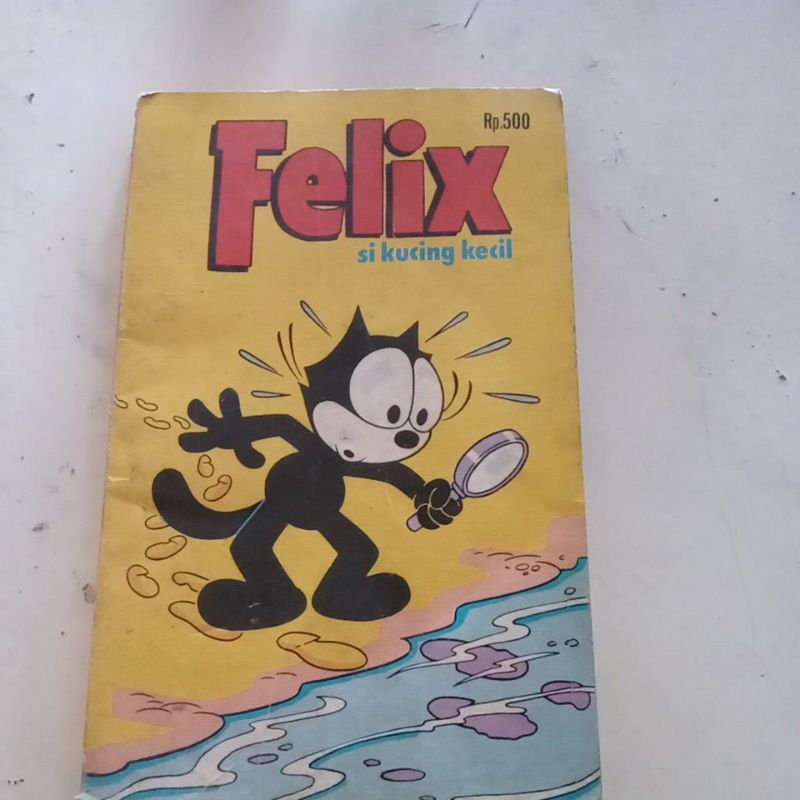 Rp.500
Felix
si kucing kecil